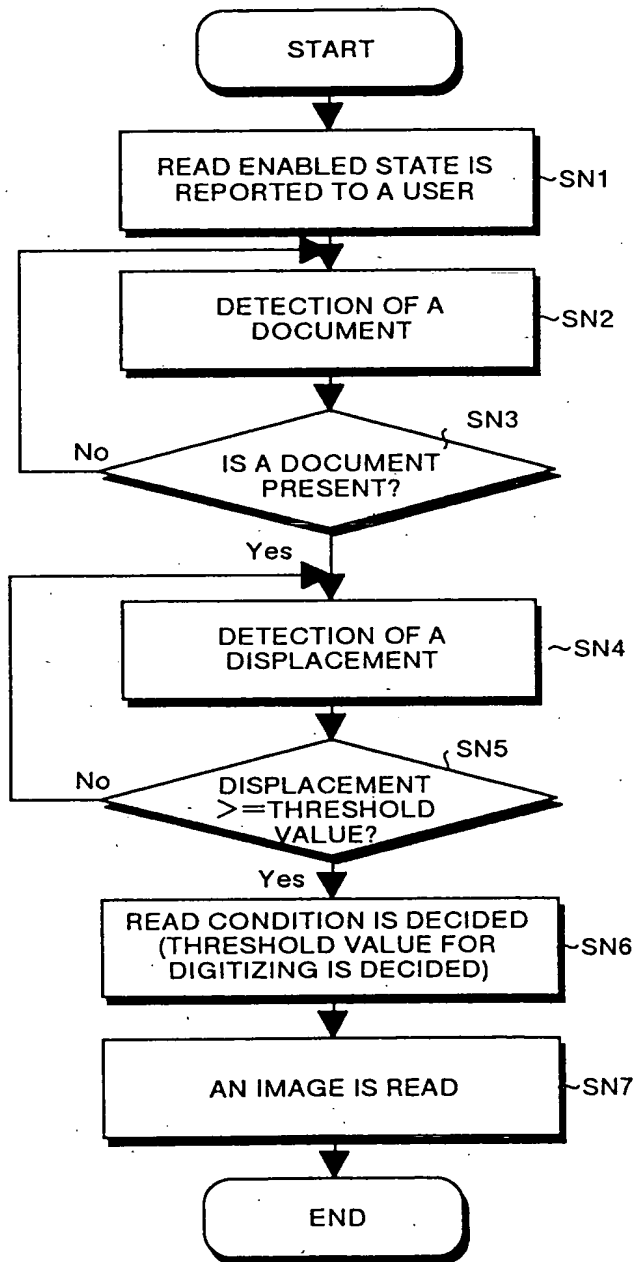 START
READ ENABLED STATE IS
REPORTED TO A USER
~SN1
DETECTION OF A
DOCUMENT
~SN2
SN3
No
IS A DOCUMENT
PRESENT?
Yes
DETECTION OF A
DISPLACEMENT
~SN4
SN5
No
DISPLACEMENT
>=THRESHOLD
VALUE?
Yes
READ CONDITION IS DECIDED
(THRESHOLD VALUE FOR
DIGITIZING IS DECIDED)
~SN6
AN IMAGE IS READ
~SN7
END